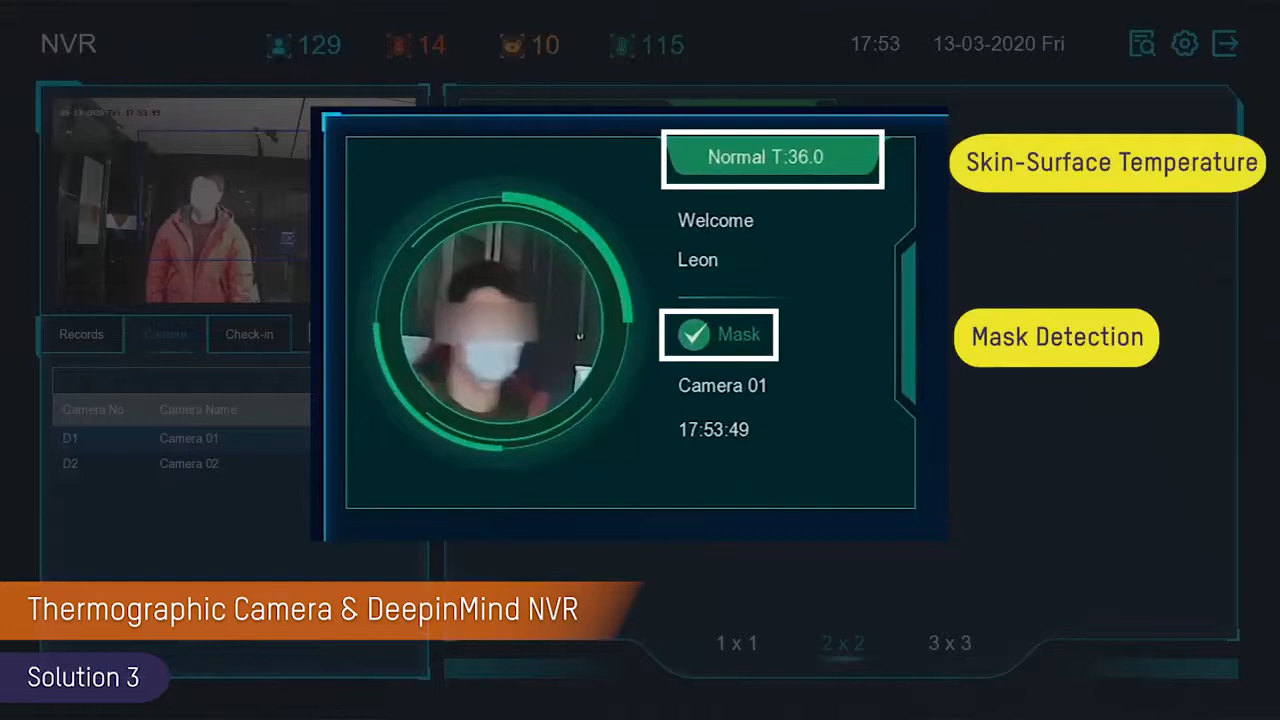 NVR 129 14 10 115 17:53 13-03-2020 Fri
Normal T:36.0
Skin-Surface Temperature
Welcome
Leon
Mask
Mask Detection
Camera 01
17:53:49
Records Camera Check-in
Camera No Camera Name
D1 Camera 01
D2 Camera 02
Thermographic Camera & DeepinMind NVR
1 x 1 2 x 2 3 x 3
Solution 3